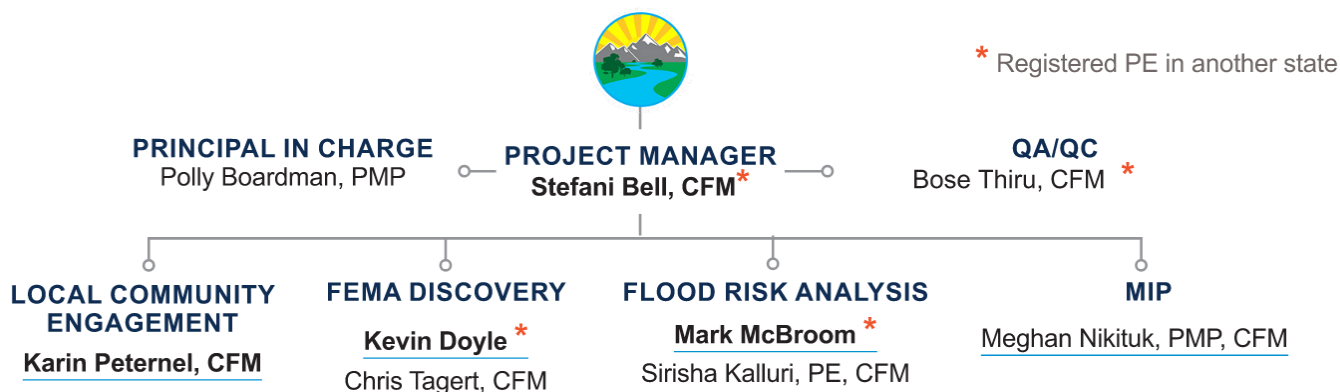 * Registered PE in another state
PRINCIPAL IN CHARGE
Polly Boardman, PMP
PROJECT MANAGER
Stefani Bell, CFM*
QA/QC
Bose Thiru, CFM *
LOCAL COMMUNITY
ENGAGEMENT
Karin Peternel, CFM
FEMA DISCOVERY
Kevin Doyle *
Chris Tagert, CFM
FLOOD RISK ANALYSIS
Mark McBroom *
Sirisha Kalluri, PE, CFM
MIP
Meghan Nikituk, PMP, CFM